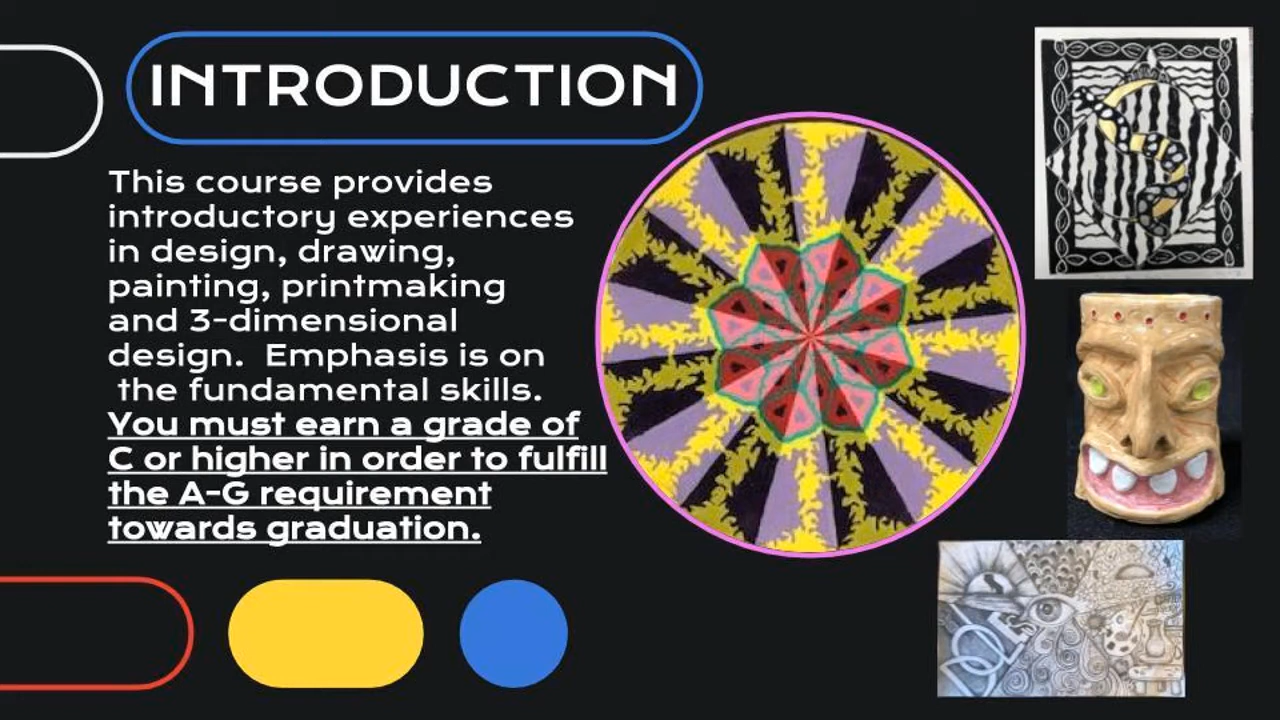 INTRODUCTION
This course provides
introductory experiences
in design, drawing,
painting, printmaking
and 3-dimensional
design.  Emphasis is on
the fundamental skills.
You must earn a grade of
C or higher in order to fulfill
the A-G requirement
towards graduation.